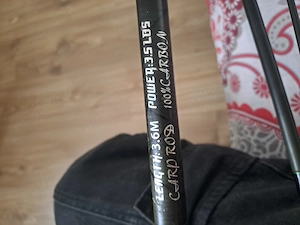 LENGTH:3.6M POWER:3.5LBS
CARP ROD 100%CARBON